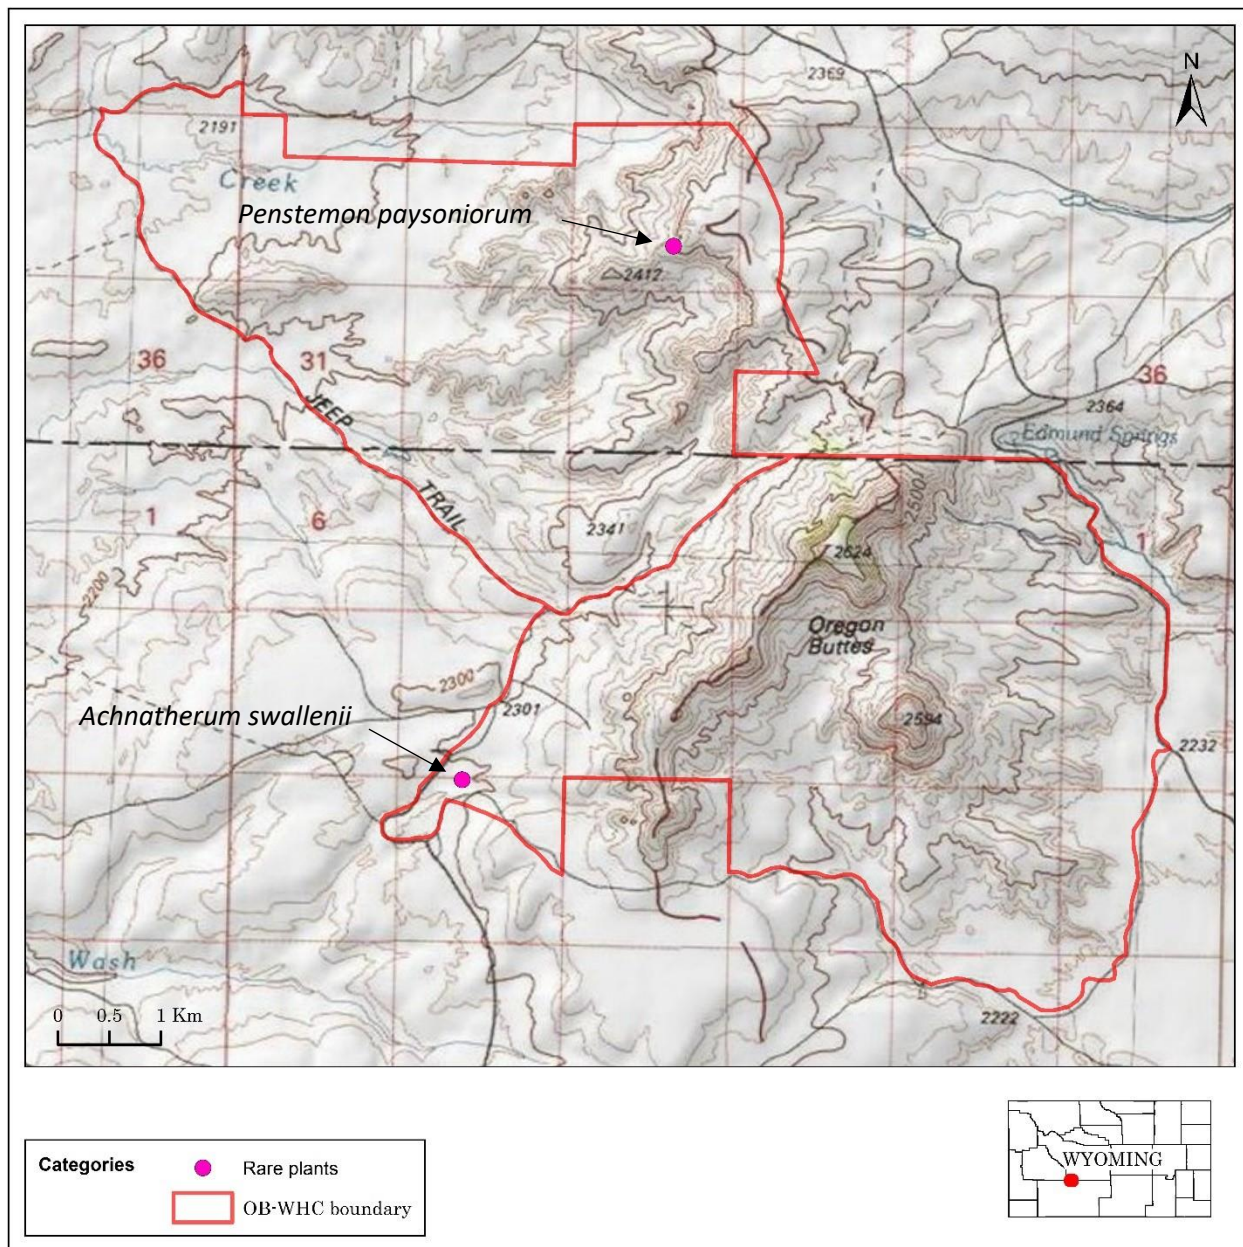 N
2369
2191
Creek
Penstemon paysoniorum
2412
36
31
36
JEEP
2364
Edmund Springs
2500
1
6
TRAIL
2341
1
2624
2200
Oregon
Buttes
2300
Achnatherum swallenii
2301
2594
2232
Wash
0 0.5 1 Km
2222
WYOMING
Categories
Rare plants
OB-WHC boundary